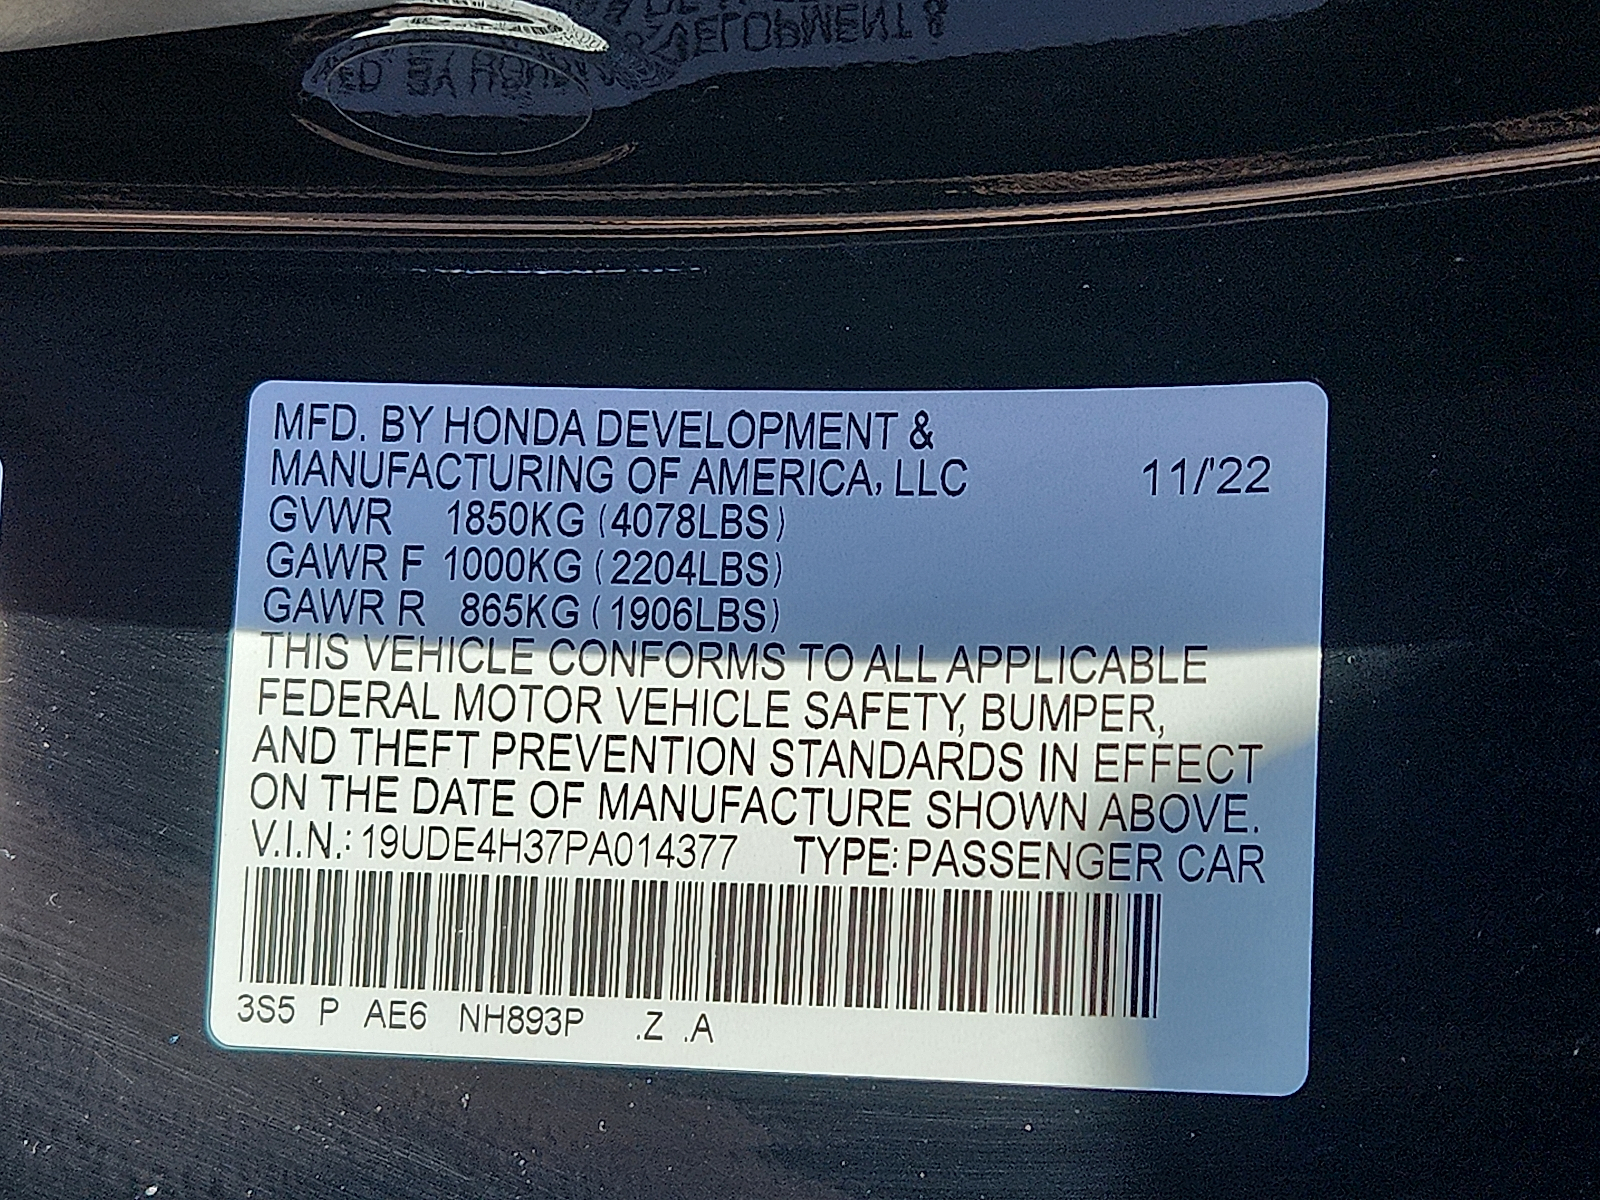 MFD. BY HONDA DEVELOPMENT &
MANUFACTURING OF AMERICA, LLC 11/'22
GVWR 1850KG (4078LBS)
GAWR F 1000KG (2204LBS)
GAWR R 865KG (1906LBS)
THIS VEHICLE CONFORMS TO ALL APPLICABLE
FEDERAL MOTOR VEHICLE SAFETY, BUMPER,
AND THEFT PREVENTION STANDARDS IN EFFECT
ON THE DATE OF MANUFACTURE SHOWN ABOVE.
V.I.N.: 19UDE4H37PA014377 TYPE: PASSENGER CAR
3S5 P AE6 NH893P .Z .A